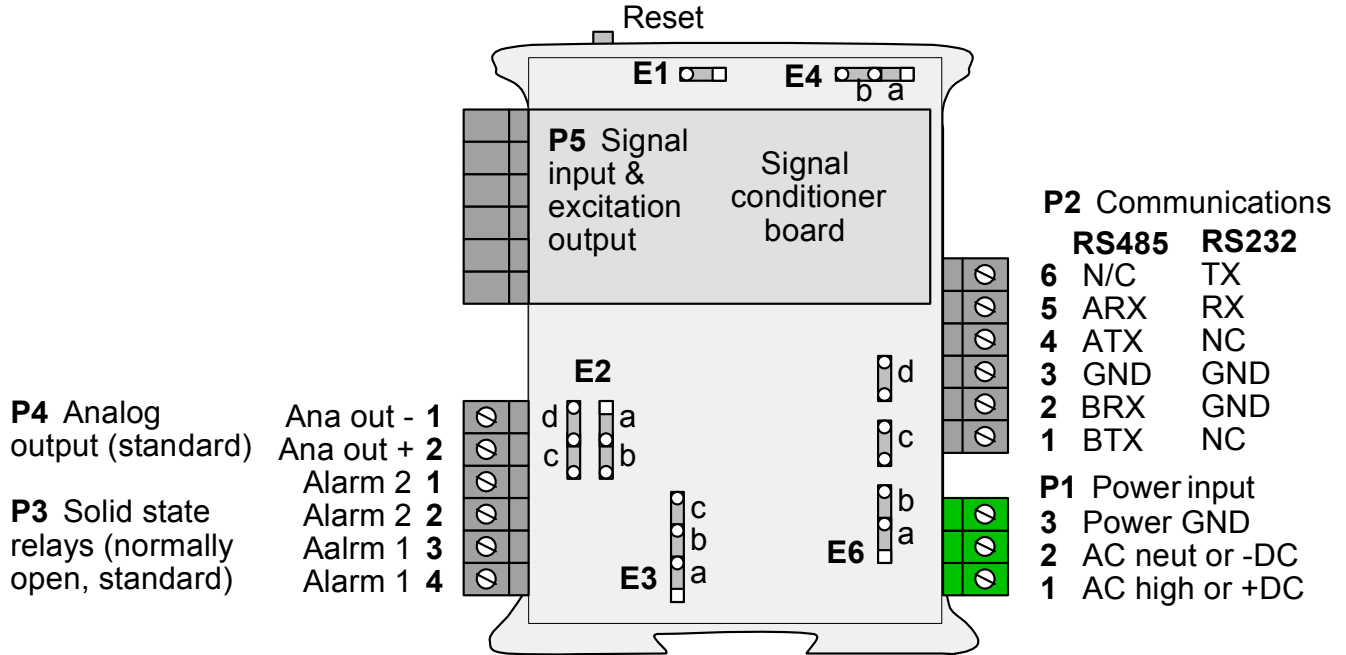 Reset
E1
E4
b a
P5 Signal
input &
excitation
output
Signal
conditioner
board
P2 Communications
RS485 RS232
6 N/C TX
5 ARX RX
4 ATX NC
3 GND GND
2 BRX GND
1 BTX NC
P1 Power input
3 Power GND
2 AC neut or -DC
1 AC high or +DC
P4 Analog
output (standard)
P3 Solid state
relays (normally
open, standard)
Ana out - 1
Ana out + 2
Alarm 2 1
Alarm 2 2
Aalrm 1 3
Alarm 1 4
E2
d a
c b
c
b
a
E3
d
c
b
a
E6